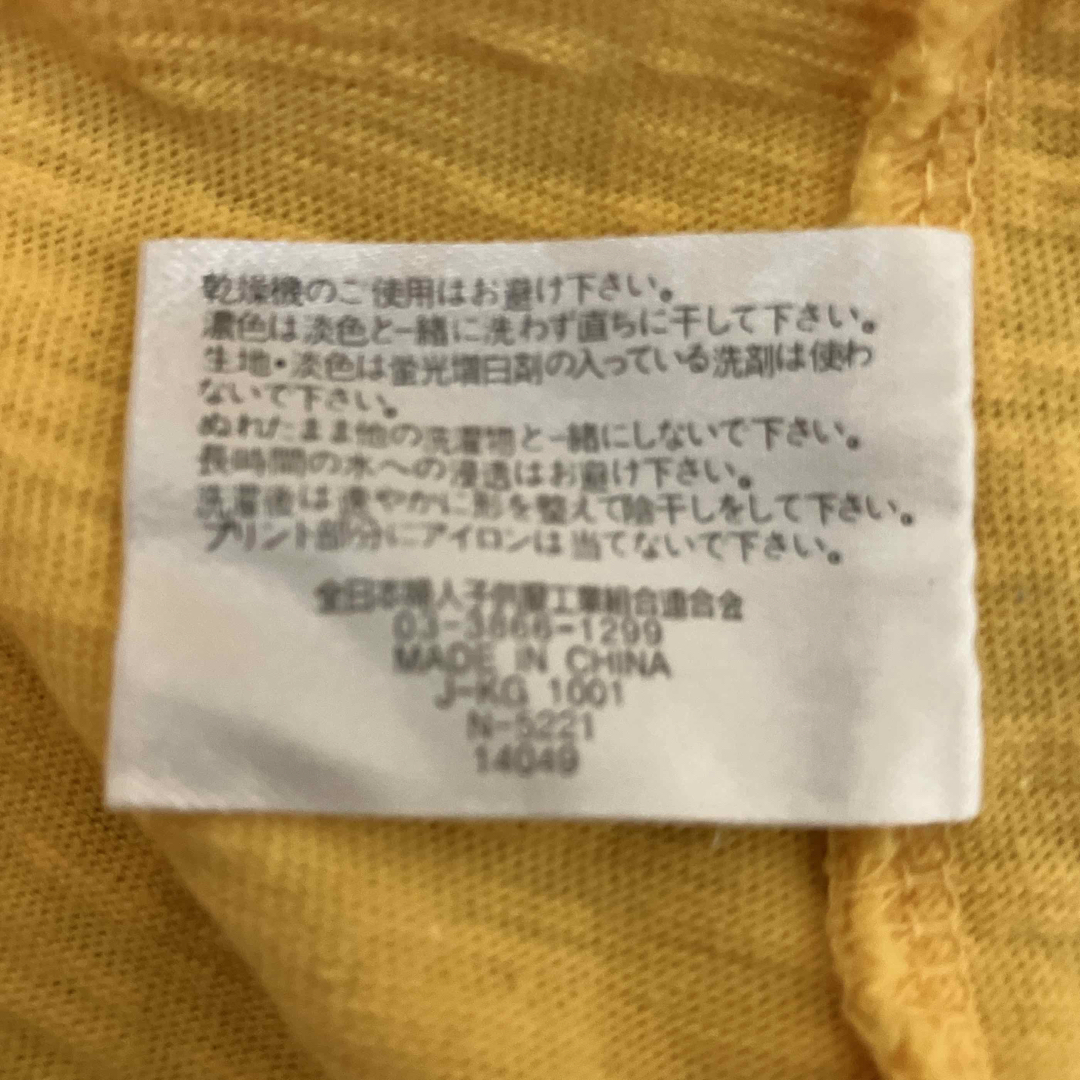 乾燥機のご使用はお避け下さい。
濃色は淡色と一緒に洗わず直ちに干して下さい。
生地・淡色は蛍光増白剤の入っている洗剤は使わ
ないで下さい。
ぬれたまま他の洗濯物と一緒にしないで下さい。
長時間の水への浸透はお避け下さい。
洗濯後は速やかに形を整えて陰干しをして下さい。
プリント部分にアイロンは当てないで下さい。
全日本婦人子供服工業組合連合会
03-3866-1299
MADE IN CHINA
J-KG 1001
N-5221
14049